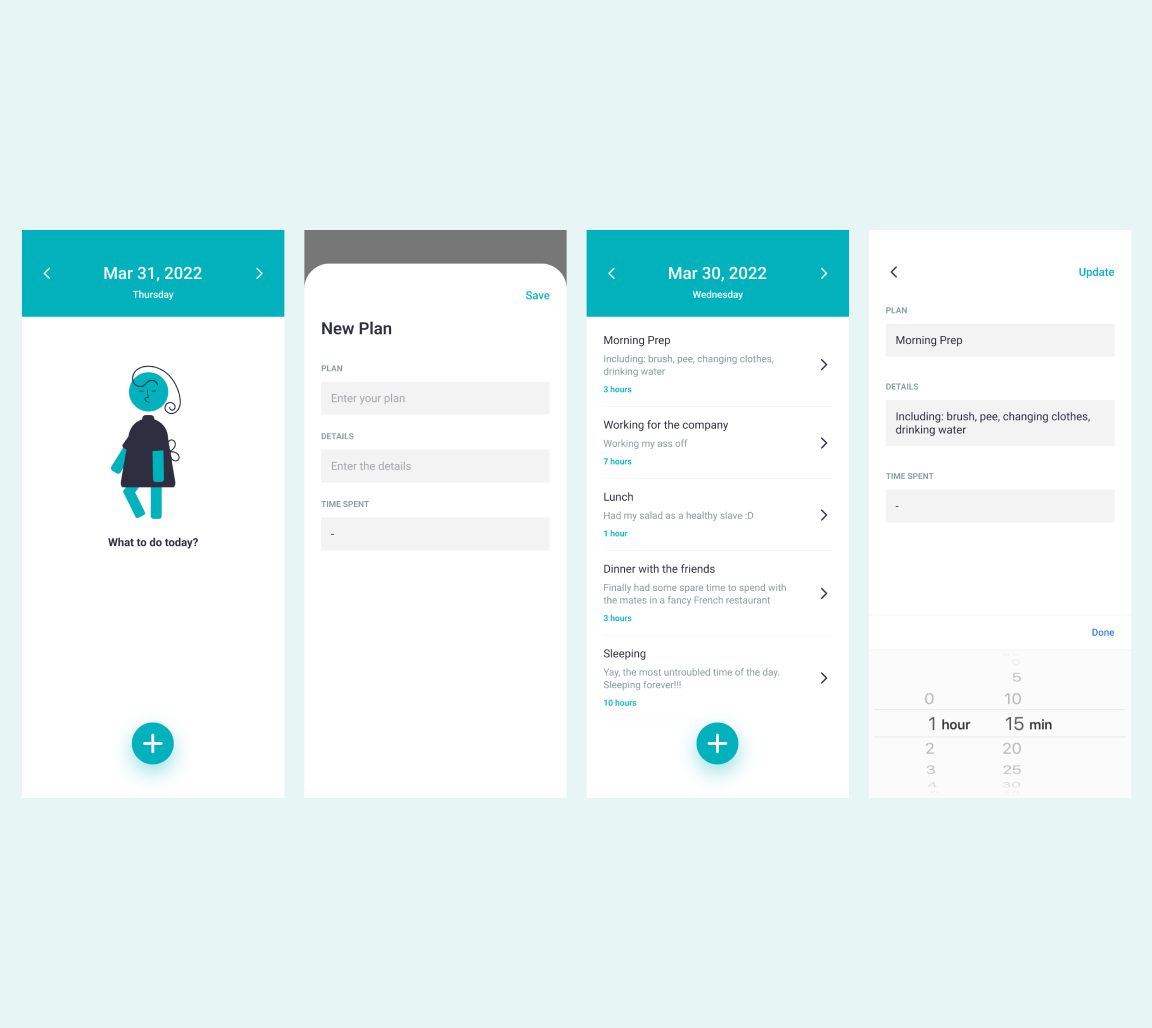 Mar 31, 2022
Thursday
What to do today?
Save
New Plan
PLAN
Enter your plan
DETAILS
Enter the details
TIME SPENT
-
Mar 30, 2022
Wednesday
Morning Prep
Including: brush, pee, changing clothes,
drinking water
3 hours
Working for the company
Working my ass off
7 hours
Lunch
Had my salad as a healthy slave :D
1 hour
Dinner with the friends
Finally had some spare time to spend with
the mates in a fancy French restaurant
3 hours
Sleeping
Yay, the most untroubled time of the day.
Sleeping forever!!!
10 hours
Update
PLAN
Morning Prep
DETAILS
Including: brush, pee, changing clothes,
drinking water
TIME SPENT
-
Done
0
5
0 10
1 hour 15 min
2 20
3 25
4 30